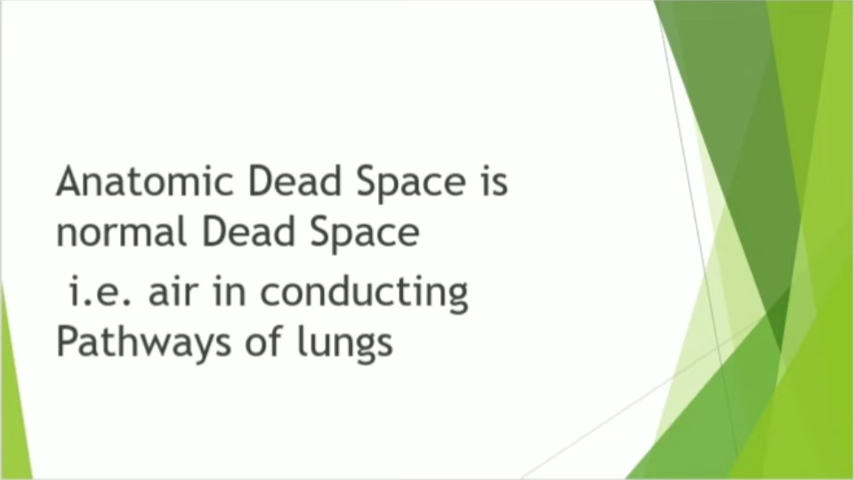 Anatomic Dead Space is
normal Dead Space
i.e. air in conducting
Pathways of lungs